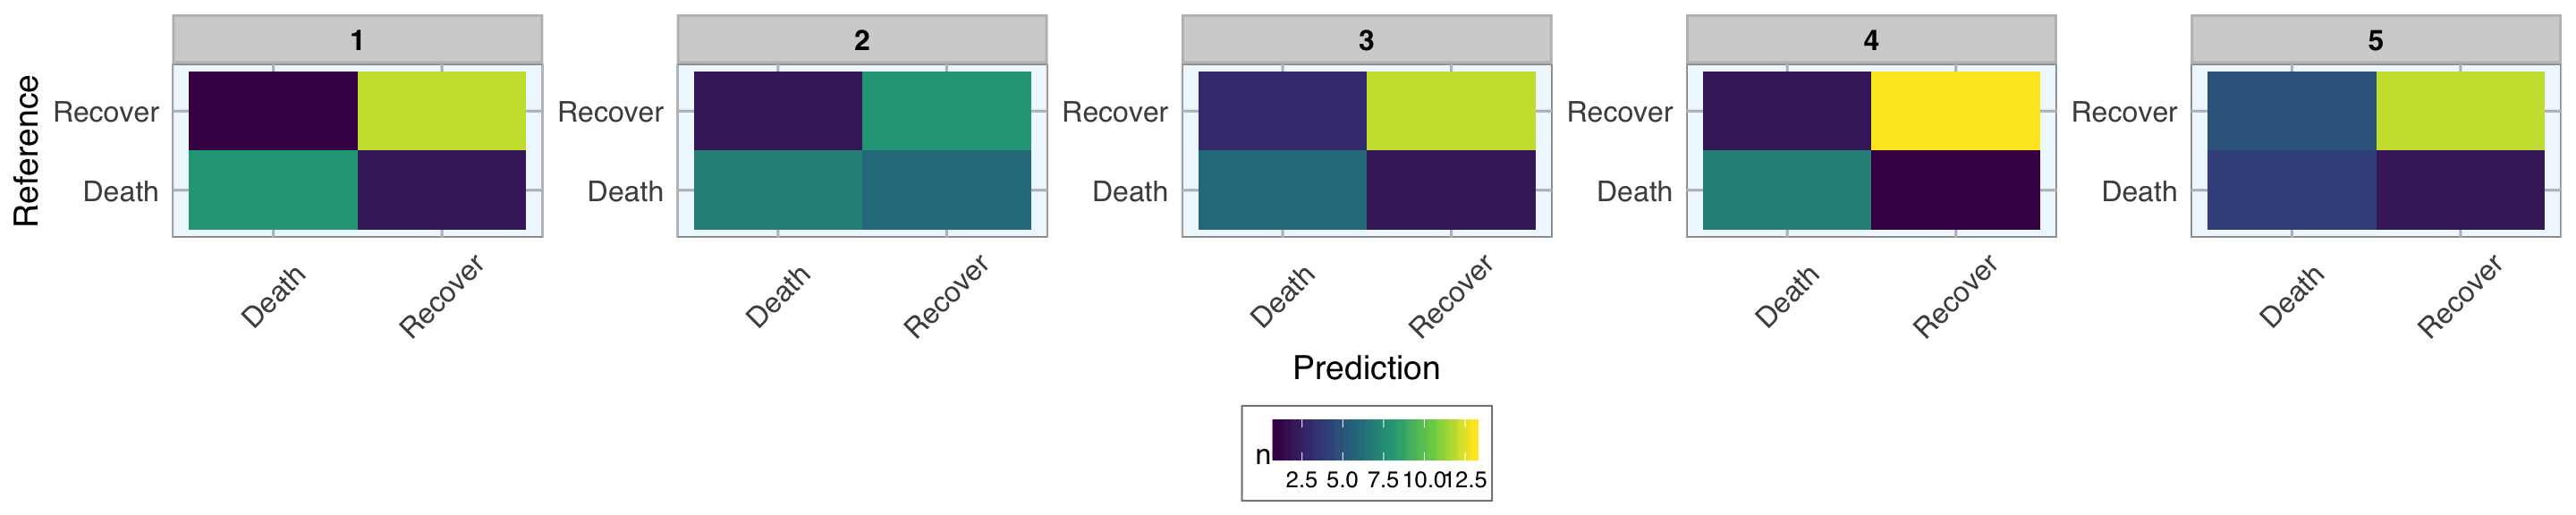 1 2 3 4 5
Reference
Recover Recover Recover Recover Recover
Death Death Death Death Death
Death Recover Death Recover Death Recover Death Recover Death Recover
Prediction
n
2.5 5.0 7.5 10.0 12.5